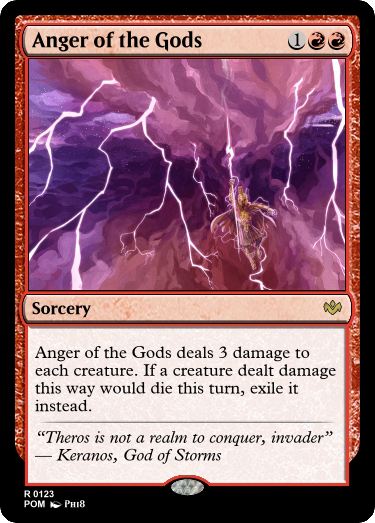 Anger of the Gods 1
Sorcery
Anger of the Gods deals 3 damage to
each creature. If a creature dealt damage
this way would die this turn, exile it
instead.
“Theros is not a realm to conquer, invader”
— Keranos, God of Storms
R 0123
POM Phi8